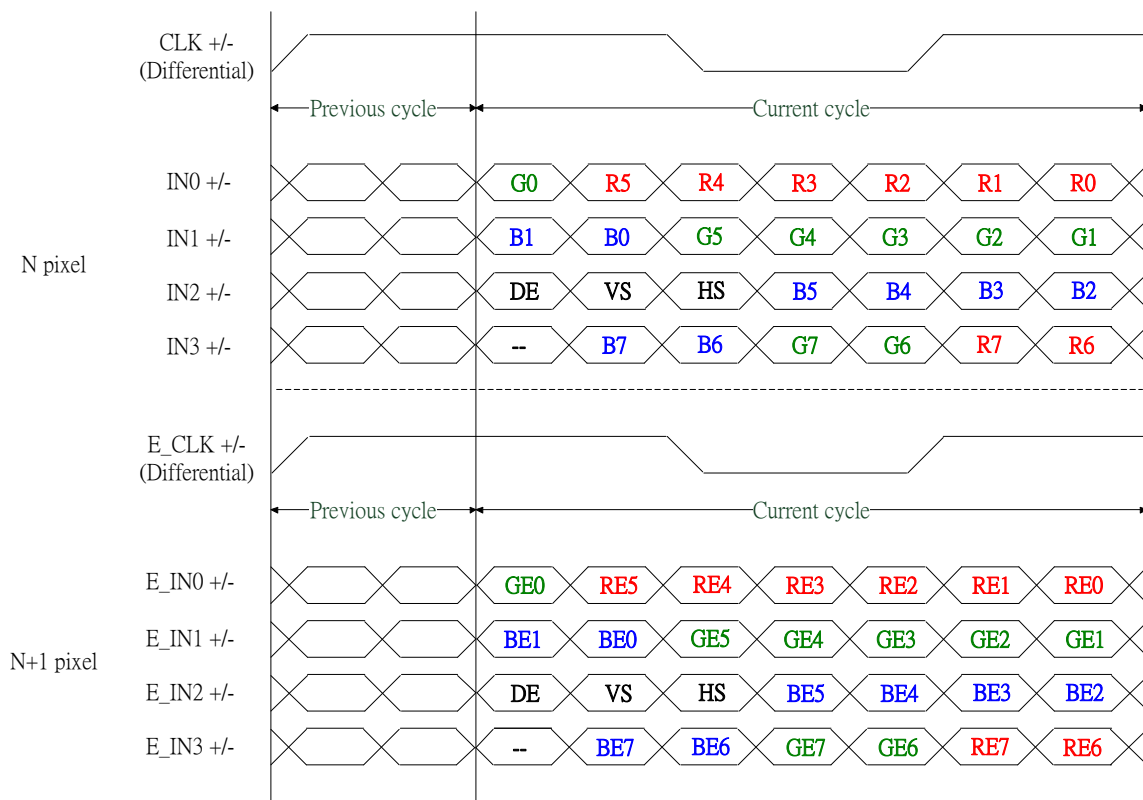 CLK +/-
(Differential)
Previous cycle Current cycle
IN0 +/- G0 R5 R4 R3 R2 R1 R0
IN1 +/- B1 B0 G5 G4 G3 G2 G1
N pixel
IN2 +/- DE VS HS B5 B4 B3 B2
IN3 +/- -- B7 B6 G7 G6 R7 R6
E_CLK +/-
(Differential)
Previous cycle Current cycle
E_IN0 +/- GE0 RE5 RE4 RE3 RE2 RE1 RE0
E_IN1 +/- BE1 BE0 GE5 GE4 GE3 GE2 GE1
N+1 pixel
E_IN2 +/- DE VS HS BE5 BE4 BE3 BE2
E_IN3 +/- -- BE7 BE6 GE7 GE6 RE7 RE6